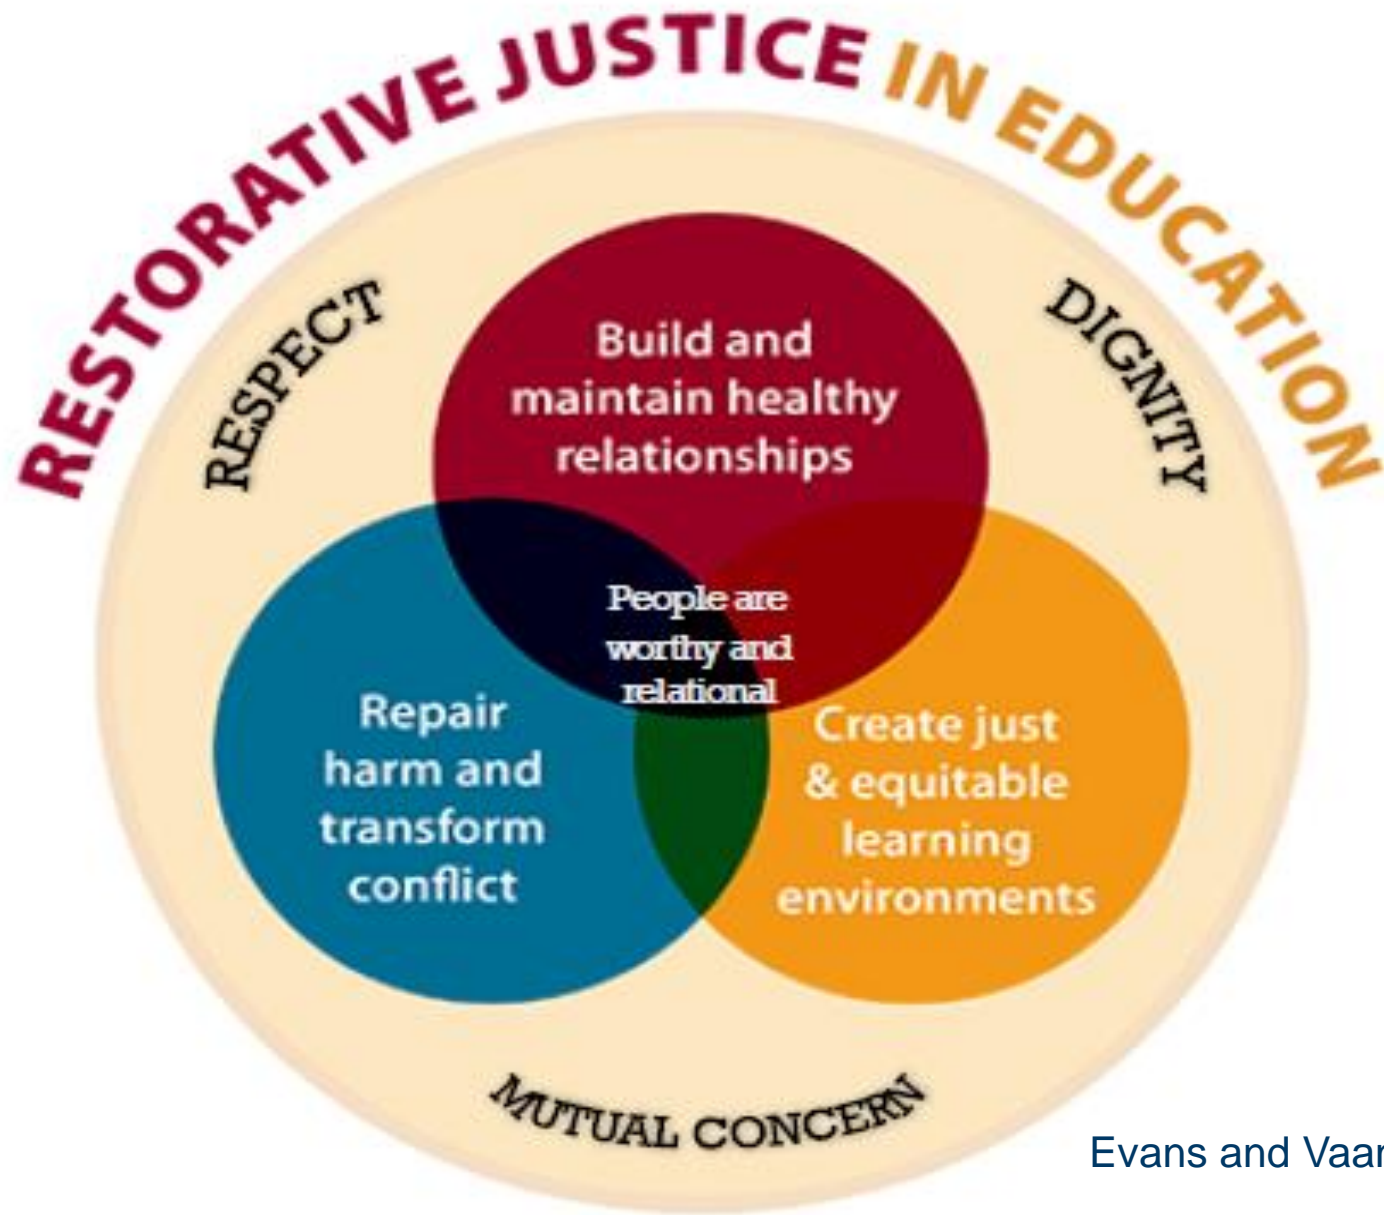 RESTORATIVE JUSTICE IN EDUCATION
RESPECT
DIGNITY
Build and
maintain healthy
relationships
People are
worthy and
relational
Repair
harm and
transform
conflict
Create just
& equitable
learning
environments
MUTUAL CONCERN
Evans and